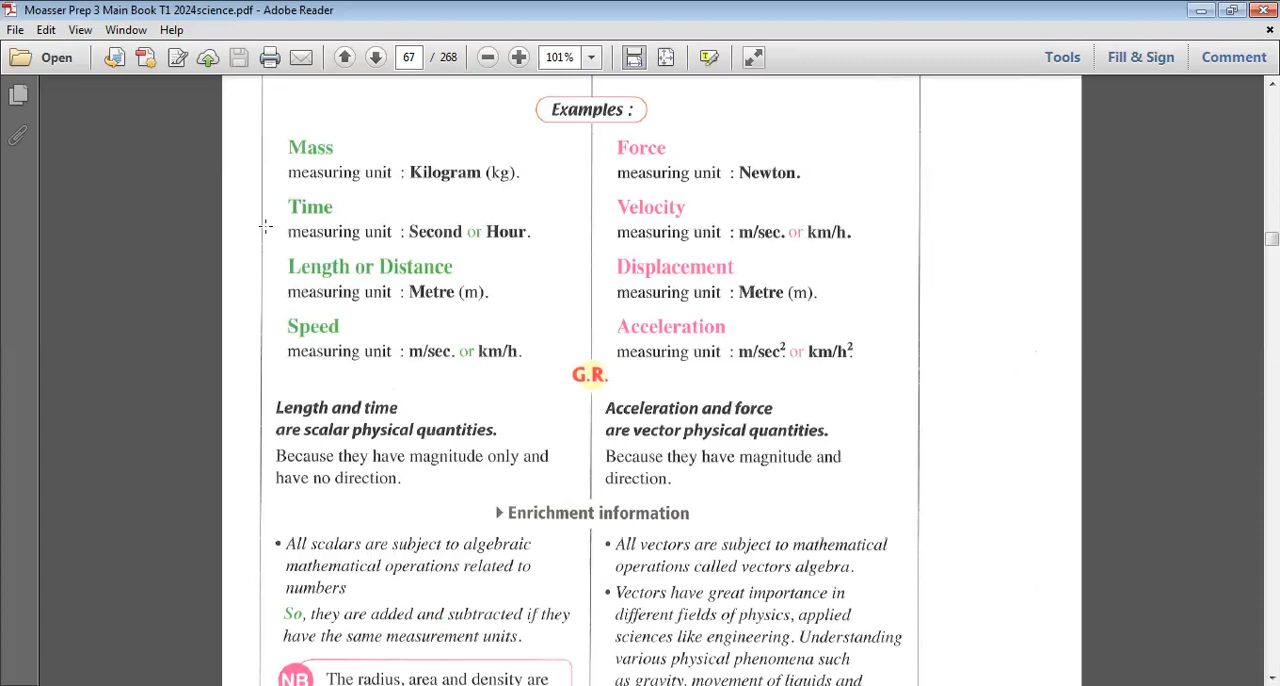 Moasser Prep 3 Main Book T1 2024science.pdf - Adobe Reader
File Edit View Window Help
Open 67 / 268 101% Tools Fill & Sign Comment
Examples :
Mass
measuring unit : Kilogram (kg).
Time
measuring unit : Second or Hour.
Length or Distance
measuring unit : Metre (m).
Speed
measuring unit : m/sec. or km/h.
Force
measuring unit : Newton.
Velocity
measuring unit : m/sec. or km/h.
Displacement
measuring unit : Metre (m).
Acceleration
measuring unit : m/sec². or km/h².
G.R.
Length and time
are scalar physical quantities.
Because they have magnitude only and
have no direction.
Acceleration and force
are vector physical quantities.
Because they have magnitude and
direction.
Enrichment information
• All scalars are subject to algebraic
mathematical operations related to
numbers
So, they are added and subtracted if they
have the same measurement units.
NB The radius, area and density are
• All vectors are subject to mathematical
operations called vectors algebra.
• Vectors have great importance in
different fields of physics, applied
sciences like engineering. Understanding
various physical phenomena such
as gravity, movement of liquids and